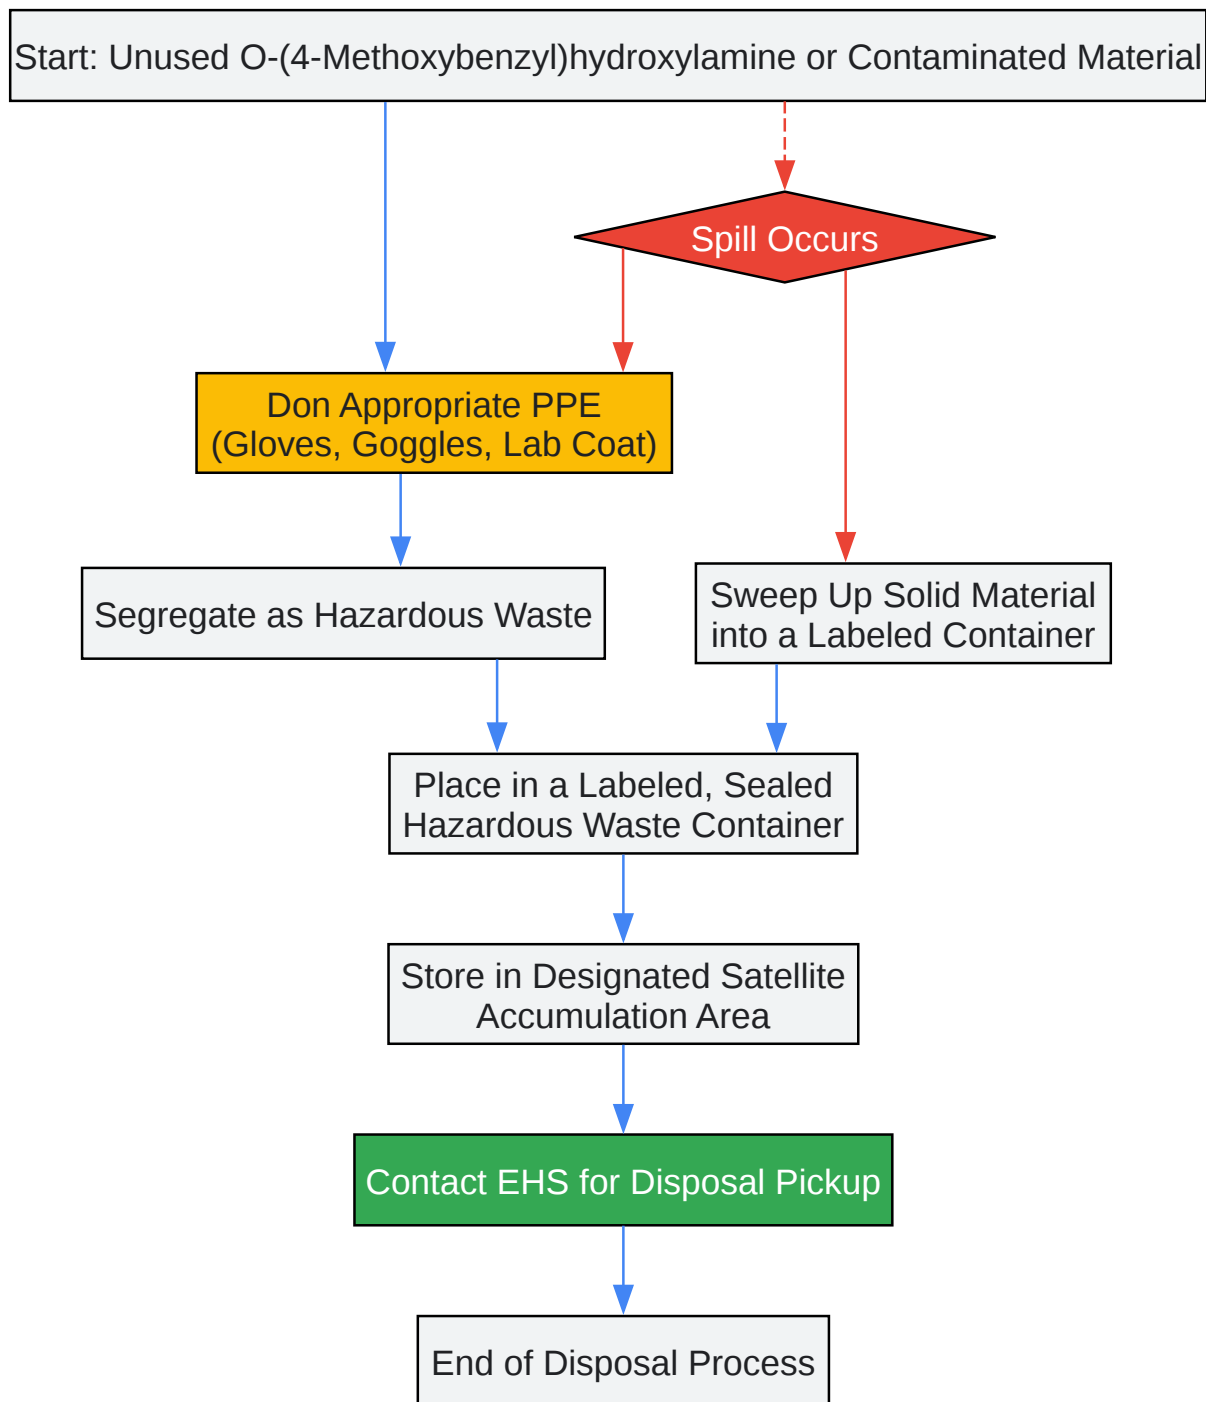 Start: Unused O-(4-Methoxybenzyl)hydroxylamine or Contaminated Material
Spill Occurs
Don Appropriate PPE
(Gloves, Goggles, Lab Coat)
Segregate as Hazardous Waste
Sweep Up Solid Material
into a Labeled Container
Place in a Labeled, Sealed
Hazardous Waste Container
Store in Designated Satellite
Accumulation Area
Contact EHS for Disposal Pickup
End of Disposal Process